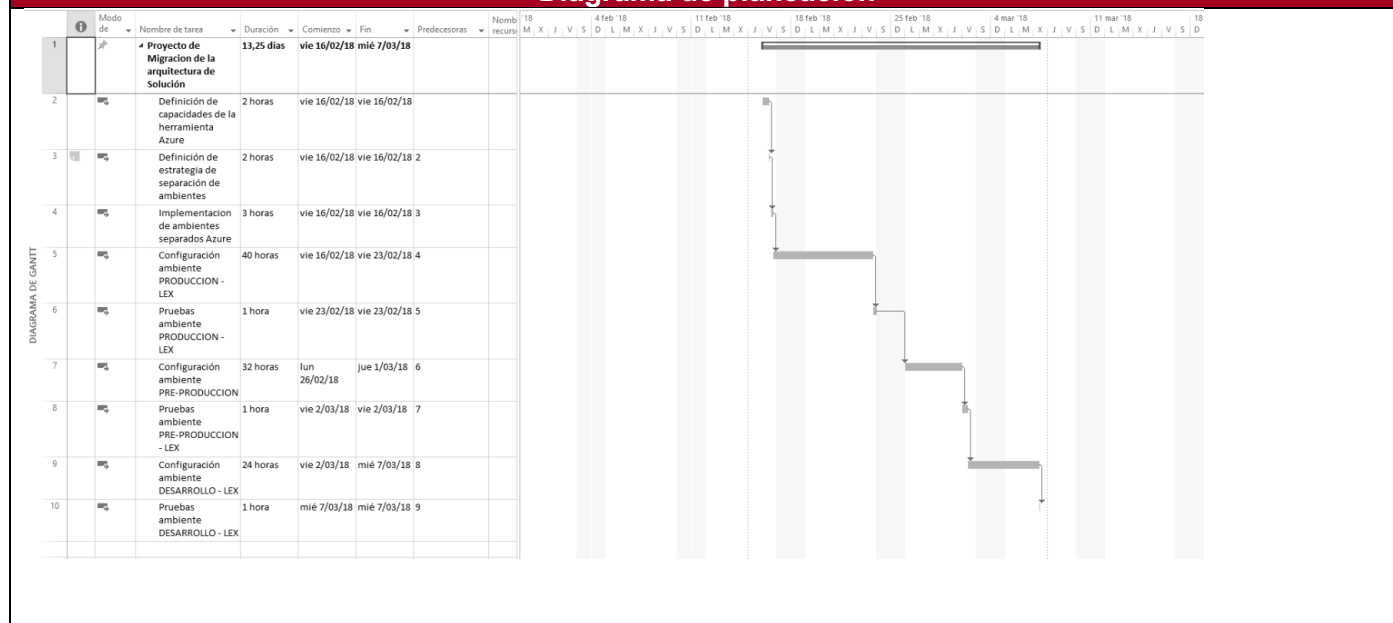 Diagrama de planeación
Modo de
Nombre de tarea
Duración
Comienzo
Fin
Predecesoras
Nomb
recurs
'18
4 feb '18
11 feb '18
18 feb '18
25 feb '18
4 mar '18
11 mar '18
18
M X J V S D L M X J V S D L M X J V S D L M X J V S D L M X J V S D L M X J V S D
DIAGRAMA DE GANTT
1 Proyecto de 13,25 días vie 16/02/18 mié 7/03/18
Migracion de la
arquitectura de
Solución
2 Definición de 2 horas vie 16/02/18 vie 16/02/18
capacidades de la
herramienta
Azure
3 Definición de 2 horas vie 16/02/18 vie 16/02/18 2
estrategia de
separación de
ambientes
4 Implementacion 3 horas vie 16/02/18 vie 16/02/18 3
de ambientes
separados Azure
5 Configuración 40 horas vie 16/02/18 vie 23/02/18 4
ambiente
PRODUCCION -
LEX
6 Pruebas 1 hora vie 23/02/18 vie 23/02/18 5
ambiente
PRODUCCION -
LEX
7 Configuración 32 horas lun jue 1/03/18 6
ambiente 26/02/18
PRE-PRODUCCION
8 Pruebas 1 hora vie 2/03/18 vie 2/03/18 7
ambiente
PRE-PRODUCCION
- LEX
9 Configuración 24 horas vie 2/03/18 mié 7/03/18 8
ambiente
DESARROLLO - LEX
10 Pruebas 1 hora mié 7/03/18 mié 7/03/18 9
ambiente
DESARROLLO - LEX